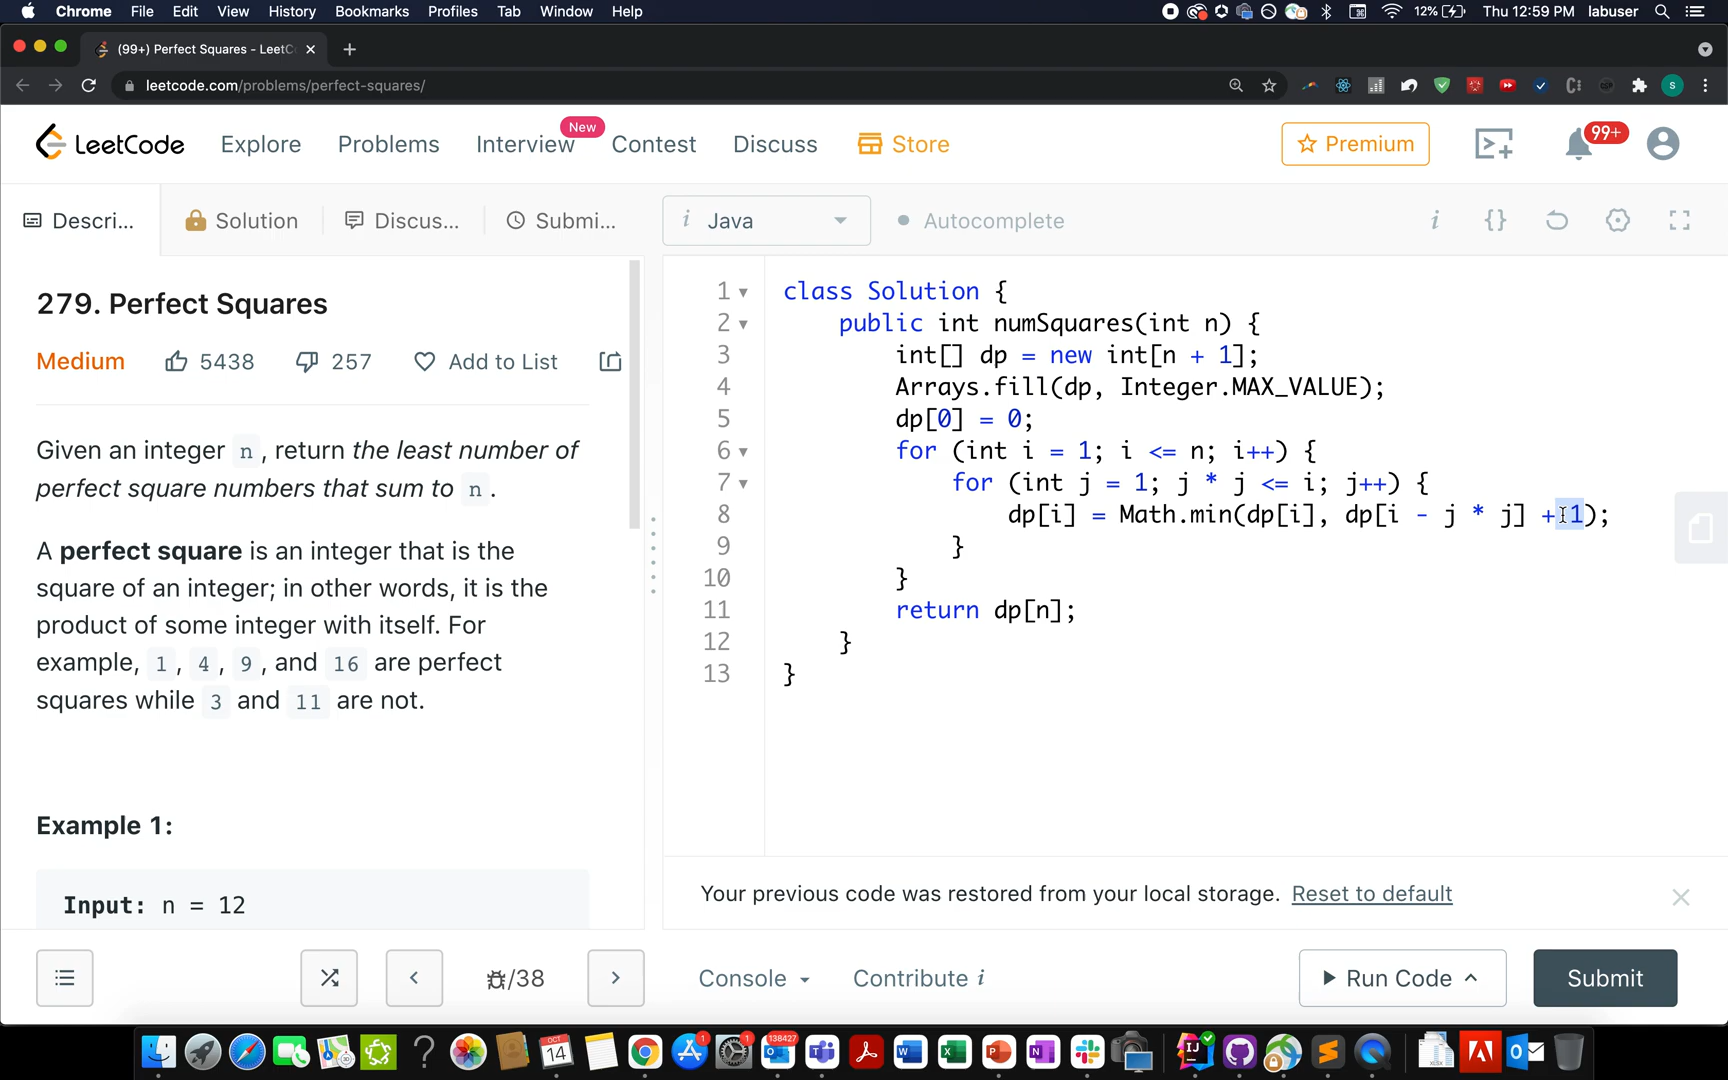 Chrome File Edit View History Bookmarks Profiles Tab Window Help 12% Thu 12:59 PM labuser
(99+) Perfect Squares - LeetC
leetcode.com/problems/perfect-squares/
S
LeetCode Explore Problems Interview New Contest Discuss Store Premium 99+
Descri... Solution Discus... Submi... i Java Autocomplete i {}
279. Perfect Squares
Medium 5438 257 Add to List
Given an integer n, return the least number of
perfect square numbers that sum to n.
A perfect square is an integer that is the
square of an integer; in other words, it is the
product of some integer with itself. For
example, 1, 4, 9, and 16 are perfect
squares while 3 and 11 are not.
Example 1:
Input: n = 12
1 class Solution {
2 public int numSquares(int n) {
3 int[] dp = new int[n + 1];
4 Arrays.fill(dp, Integer.MAX_VALUE);
5 dp[0] = 0;
6 for (int i = 1; i <= n; i++) {
7 for (int j = 1; j * j <= i; j++) {
8 dp[i] = Math.min(dp[i], dp[i - j * j] + 1);
9 }
10 }
11 return dp[n];
12 }
13 }
Your previous code was restored from your local storage. Reset to default
/38 Console Contribute i Run Code Submit
OCT
14
1
1
138427
IJ